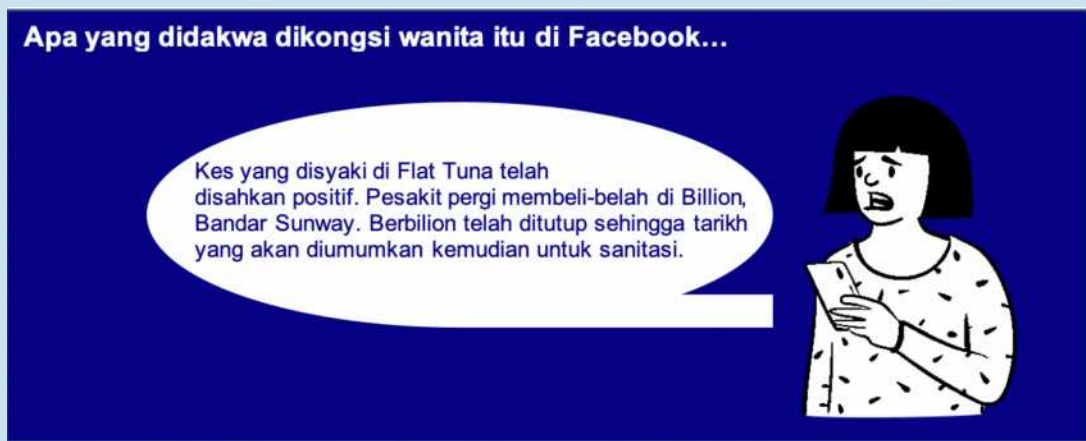 Apa yang didakwa dikongsi wanita itu di Facebook...
Kes yang disyaki di Flat Tuna telah
disahkan positif. Pesakit pergi membeli-belah di Billion,
Bandar Sunway. Berbilion telah ditutup sehingga tarikh
yang akan diumumkan kemudian untuk sanitasi.